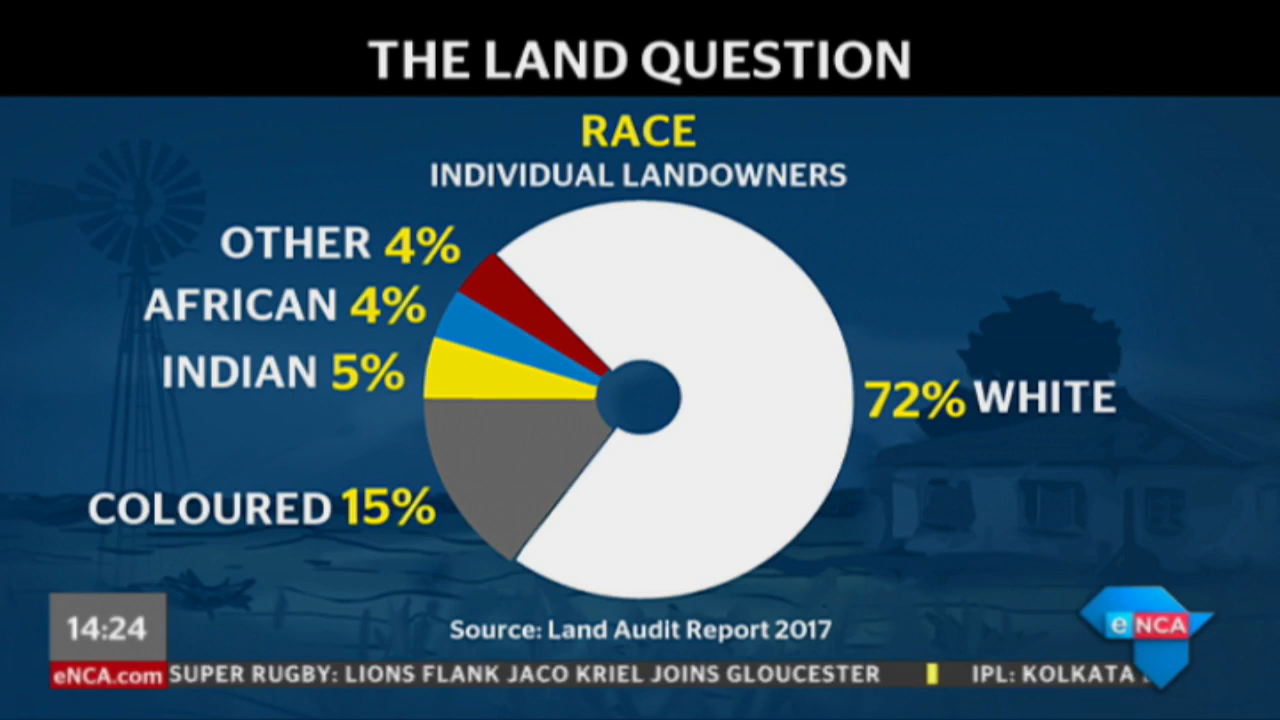 THE LAND QUESTION
RACE
INDIVIDUAL LANDOWNERS
OTHER 4%
AFRICAN 4%
INDIAN 5%
72% WHITE
COLOURED 15%
14:24
Source: Land Audit Report 2017
eNCA
eNCA.com SUPER RUGBY: LIONS FLANK JACO KRIEL JOINS GLOUCESTER IPL: KOLKATA